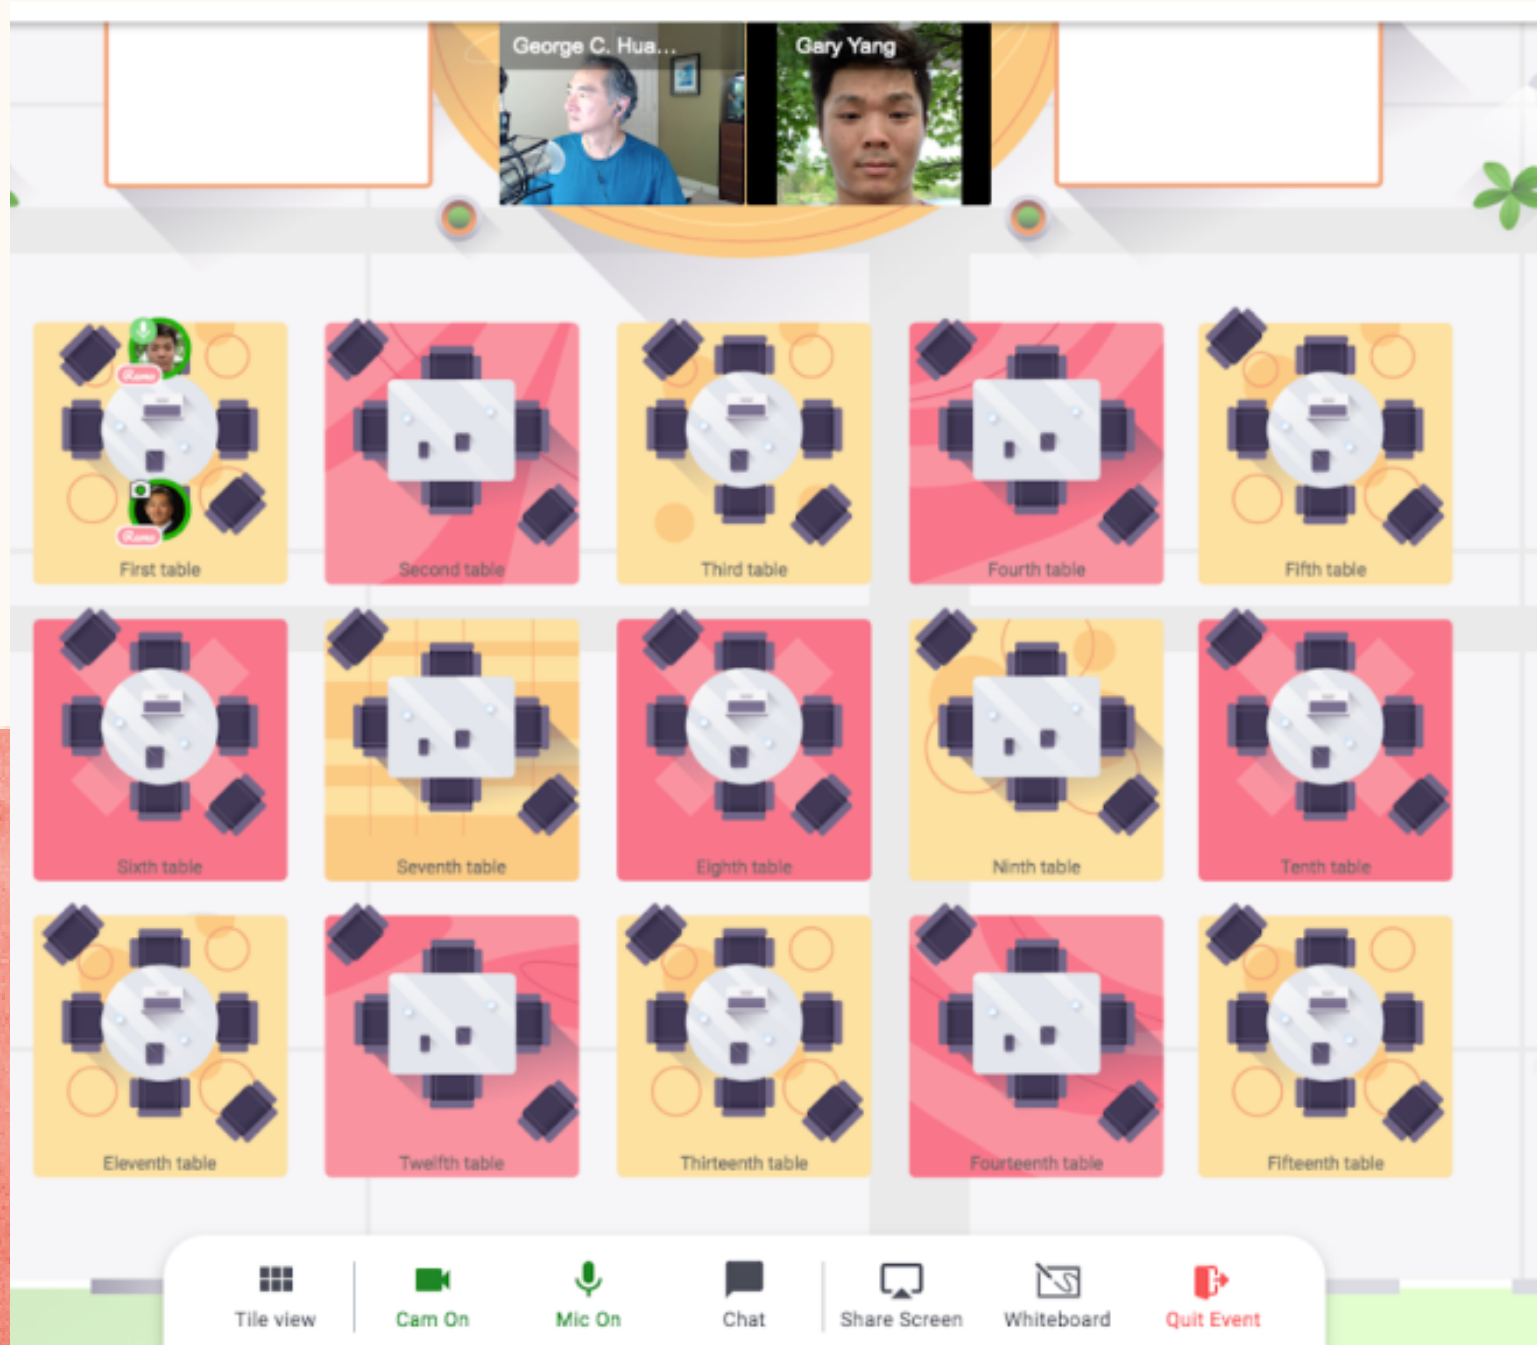 George C. Hua...
Gary Yang
Remo
Remo
First table
Second table
Third table
Fourth table
Fifth table
Sixth table
Seventh table
Eighth table
Ninth table
Tenth table
Eleventh table
Twelfth table
Thirteenth table
Fourteenth table
Fifteenth table
Tile view
Cam On
Mic On
Chat
Share Screen
Whiteboard
Quit Event